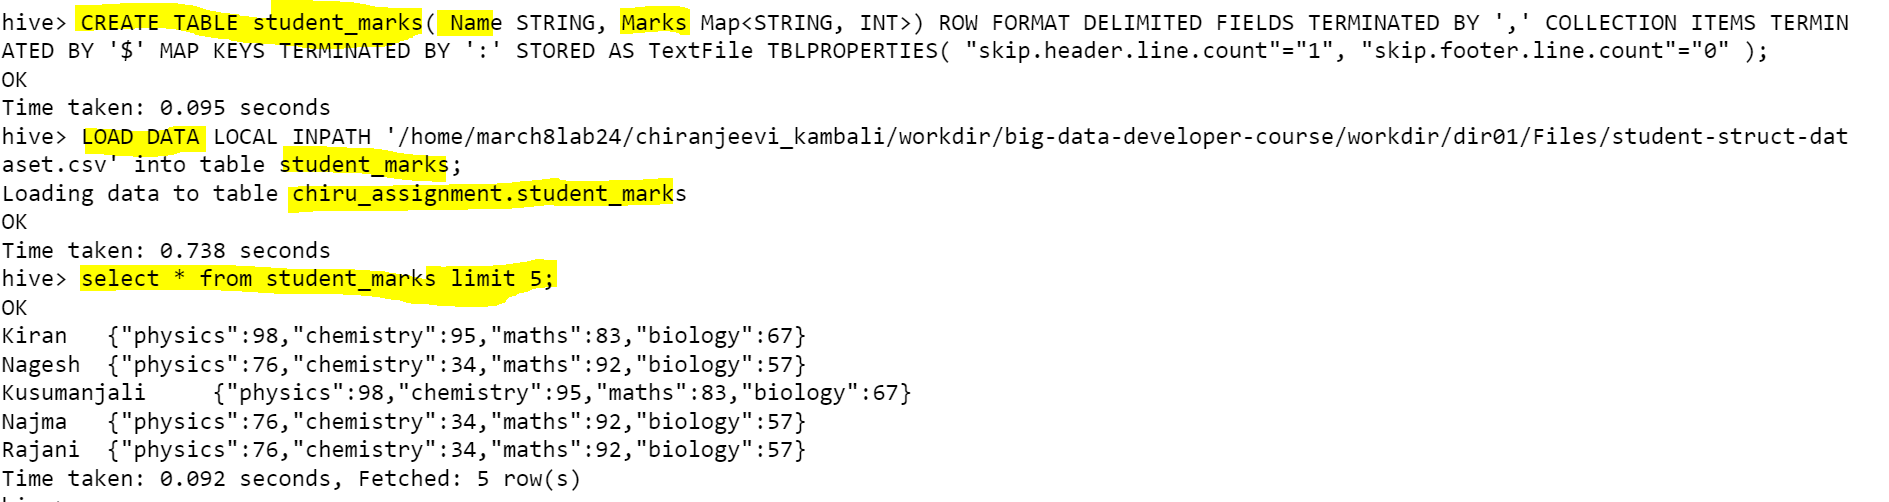 hive> CREATE TABLE student_marks( Name STRING, Marks Map<STRING, INT>) ROW FORMAT DELIMITED FIELDS TERMINATED BY ',' COLLECTION ITEMS TERMIN
ATED BY '$' MAP KEYS TERMINATED BY ':' STORED AS TextFile TBLPROPERTIES( "skip.header.line.count"="1", "skip.footer.line.count"="0" );
OK
Time taken: 0.095 seconds
hive> LOAD DATA LOCAL INPATH '/home/march8lab24/chiranjeevi_kambali/workdir/big-data-developer-course/workdir/dir01/Files/student-struct-dat
aset.csv' into table student_marks;
Loading data to table chiru_assignment.student_marks
OK
Time taken: 0.738 seconds
hive> select * from student_marks limit 5;
OK
Kiran   {"physics":98,"chemistry":95,"maths":83,"biology":67}
Nagesh  {"physics":76,"chemistry":34,"maths":92,"biology":57}
Kusumanjali     {"physics":98,"chemistry":95,"maths":83,"biology":67}
Najma   {"physics":76,"chemistry":34,"maths":92,"biology":57}
Rajani  {"physics":76,"chemistry":34,"maths":92,"biology":57}
Time taken: 0.092 seconds, Fetched: 5 row(s)